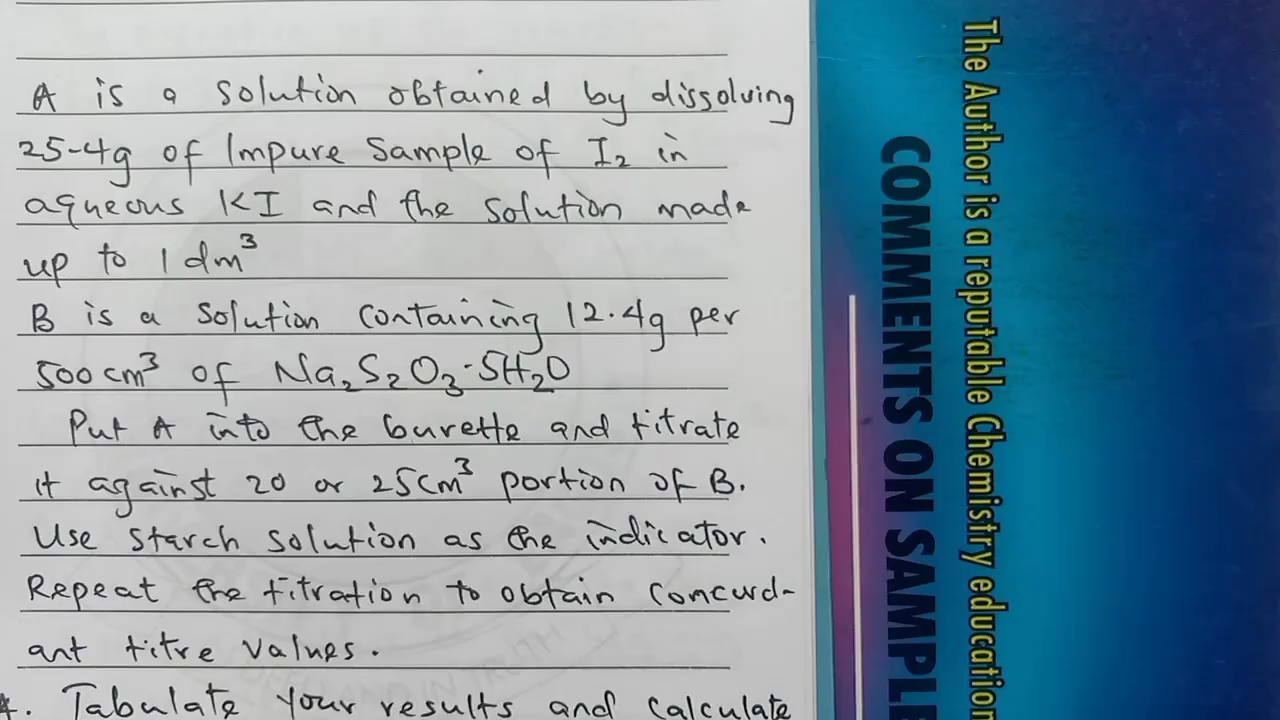 A is a solution obtained by dissolving
25-4g of Impure Sample of I₂ in
aqueous KI and the solution made
up to 1 dm³
B is a solution containing 12.4g per
500cm³ of Na₂S₂O₃·5H₂O
Put A into the burette and titrate
it against 20 or 25cm³ portion of B.
Use starch solution as the indicator.
Repeat the titration to obtain concord-
ant titre values.
Tabulate your results and calculate
The Author is a reputable Chemistry education
COMMENTS ON SAMPLE